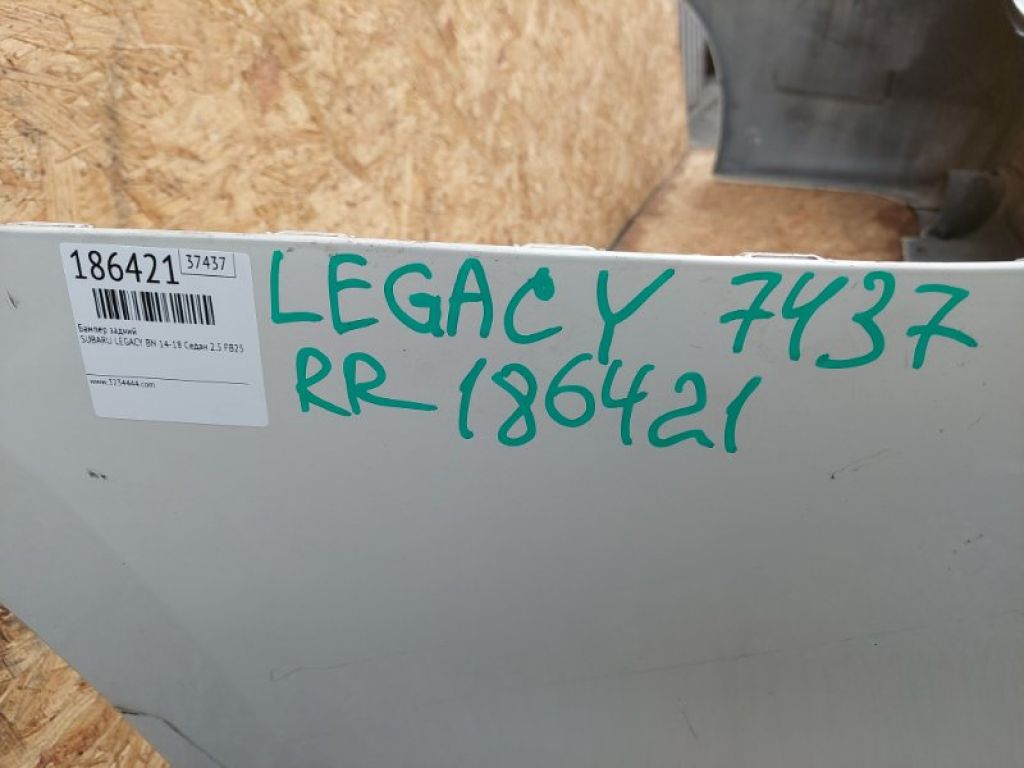 186421 37437
Бампер задний
SUBARU LEGACY BN 14-18 Седан 2.5 FB25
www.3234444.com
LEGACY 7437
RR 186421